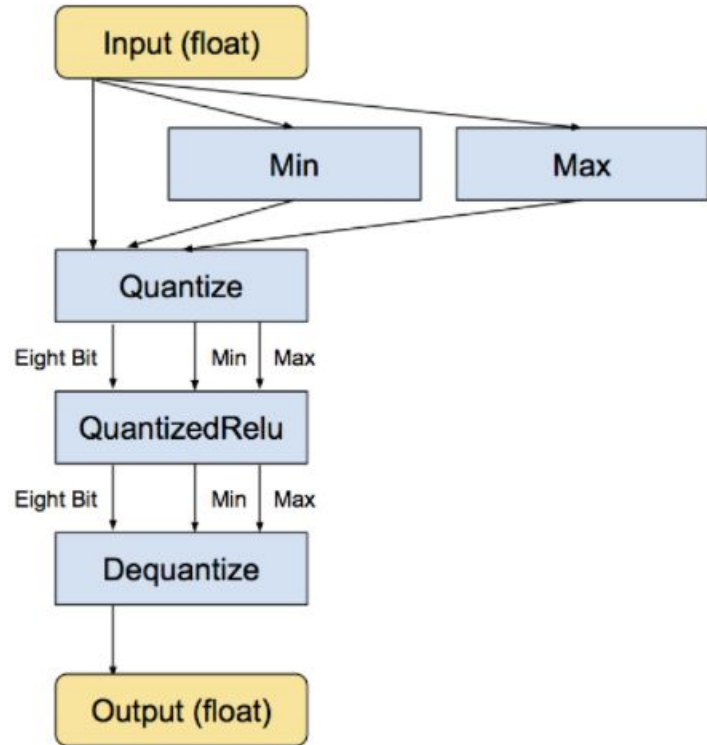 Input (float)
Min
Max
Quantize
Eight Bit
Min
Max
QuantizedRelu
Eight Bit
Min
Max
Dequantize
Output (float)